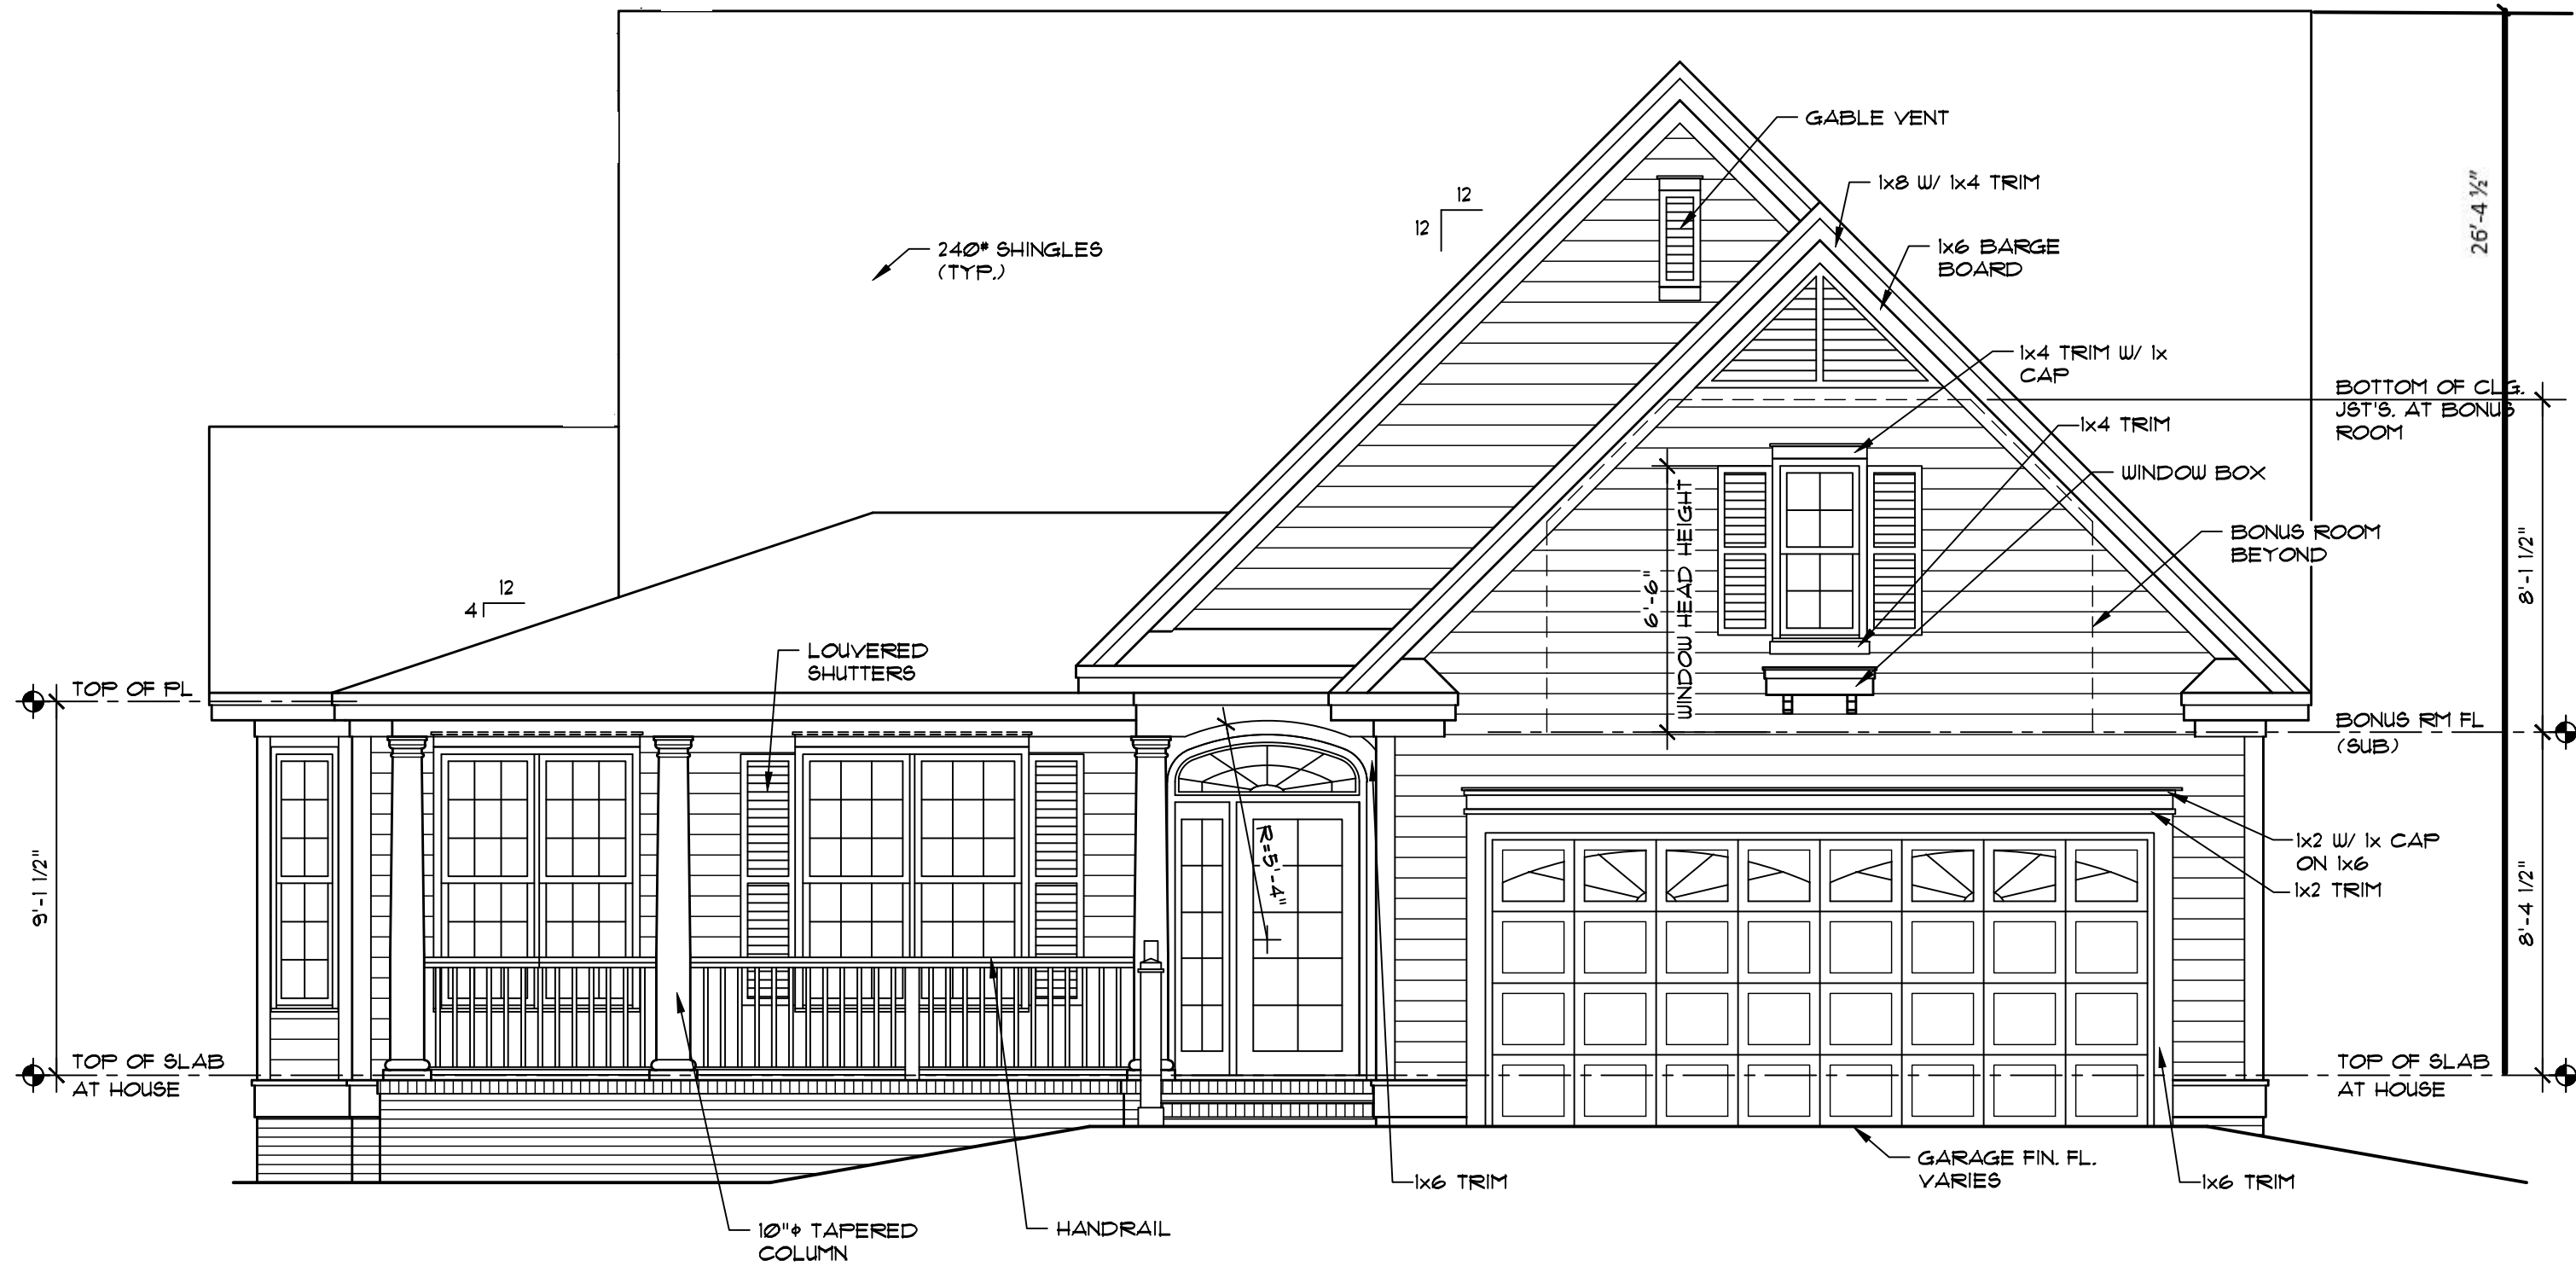 GABLE VENT
1x8 W/ 1x4 TRIM
12
12
240# SHINGLES
(TYP.)
1x6 BARGE
BOARD
26'-4 ½"
1x4 TRIM W/ 1x
CAP
BOTTOM OF CLG.
JST'S. AT BONUS
ROOM
1x4 TRIM
WINDOW BOX
BONUS ROOM
BEYOND
8'-1 1/2"
6'-6"
WINDOW HEAD HEIGHT
12
4
LOUVERED
SHUTTERS
TOP OF PL
BONUS RM FL
(SUB)
R=5'-4"
1x2 W/ 1x CAP
ON 1x6
1x2 TRIM
9'-1 1/2"
8'-4 1/2"
TOP OF SLAB
AT HOUSE
TOP OF SLAB
AT HOUSE
GARAGE FIN. FL.
VARIES
1x6 TRIM
1x6 TRIM
10"ϕ TAPERED
COLUMN
HANDRAIL